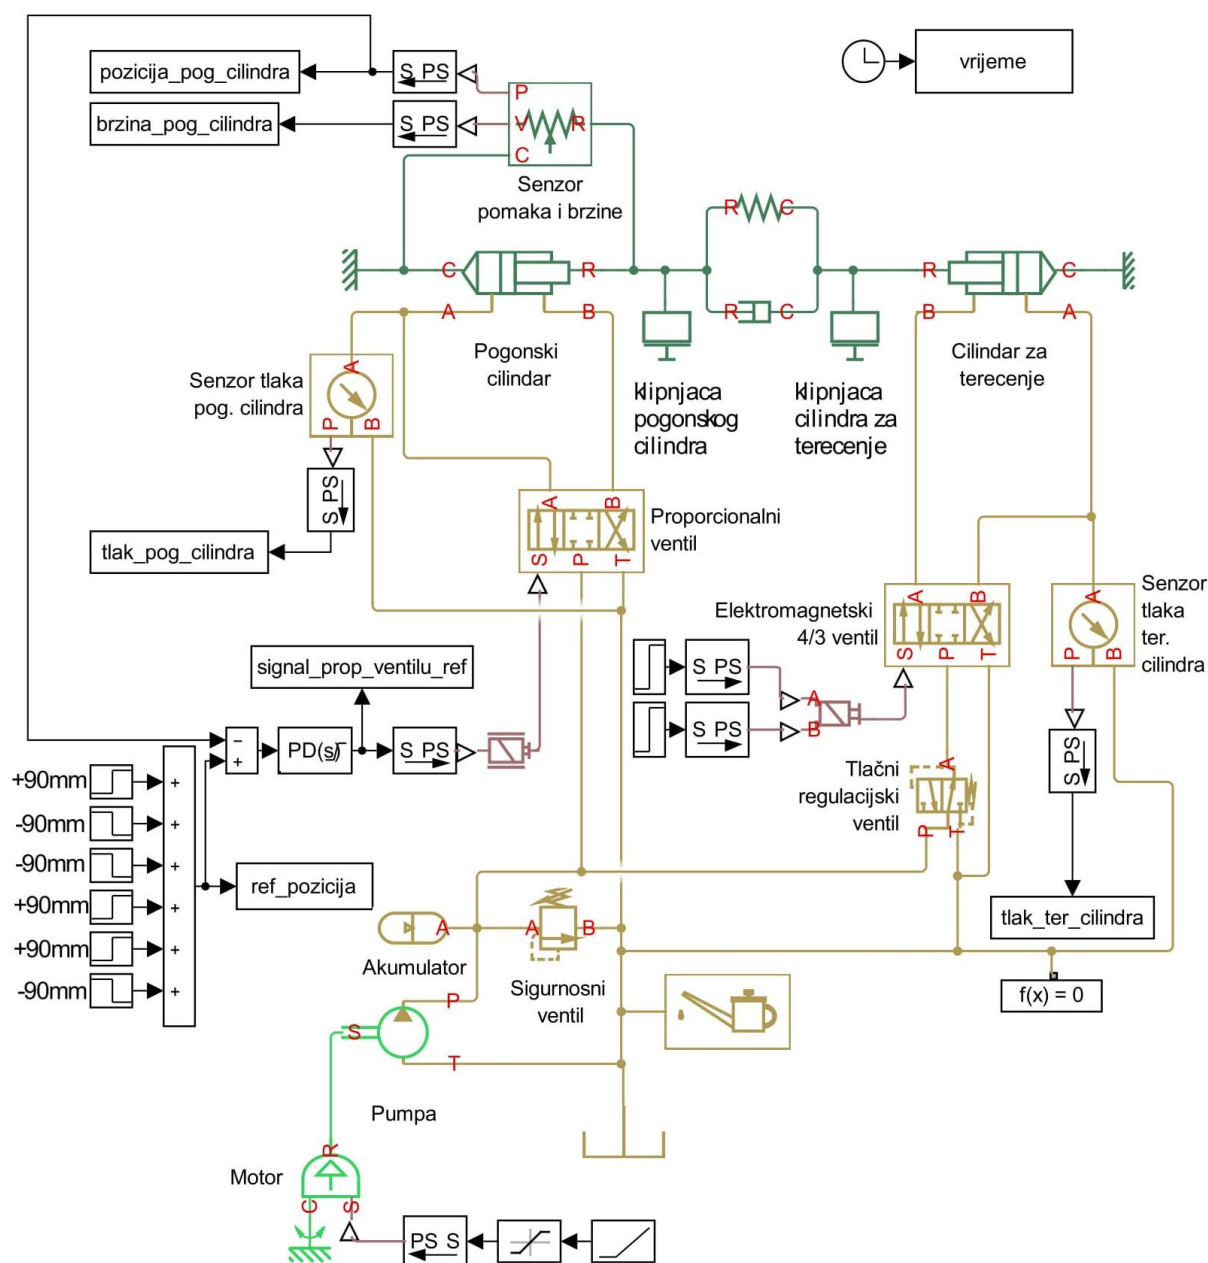 pozicija_pog_cilindra
S PS
P
vrijeme
brzina_pog_cilindra
S PS
V
R
C
Senzor
pomaka i brzine
R
C
C
R
R
C
R
C
A
B
B
A
Pogonski
cilindar
Cilindar za
terecenje
Senzor tlaka
pog. cilindra
A
P
B
klipnjaca
pogonskog
cilindra
klipnjaca
cilindra za
terecenje
S PS
A
B
S
P
T
Proporcionalni
ventil
tlak_pog_cilindra
Elektromagnetski
4/3 ventil
A
B
S
P
T
Senzor
tlaka
ter.
cilindra
A
P
B
signal_prop_ventilu_ref
S PS
A
S PS
B
−
+
PD(s)
S PS
S PS
+90mm
+
-90mm
+
-90mm
+
+90mm
+
+90mm
+
-90mm
+
ref_pozicija
Tlačni
regulacijski
ventil
A
P
T
tlak_ter_cilindra
A
Akumulator
A
B
Sigurnosni
ventil
f(x) = 0
P
S
T
Pumpa
R
Motor
C
S
PS S